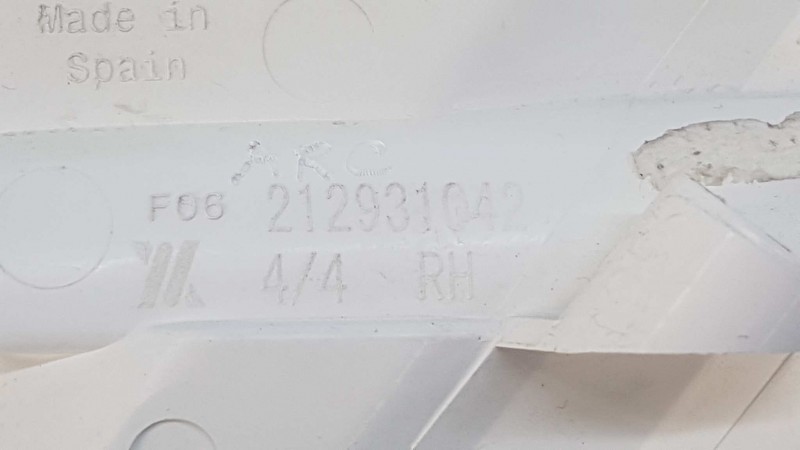 Made in
Spain
ARC
F06 212931042
4/4 RH